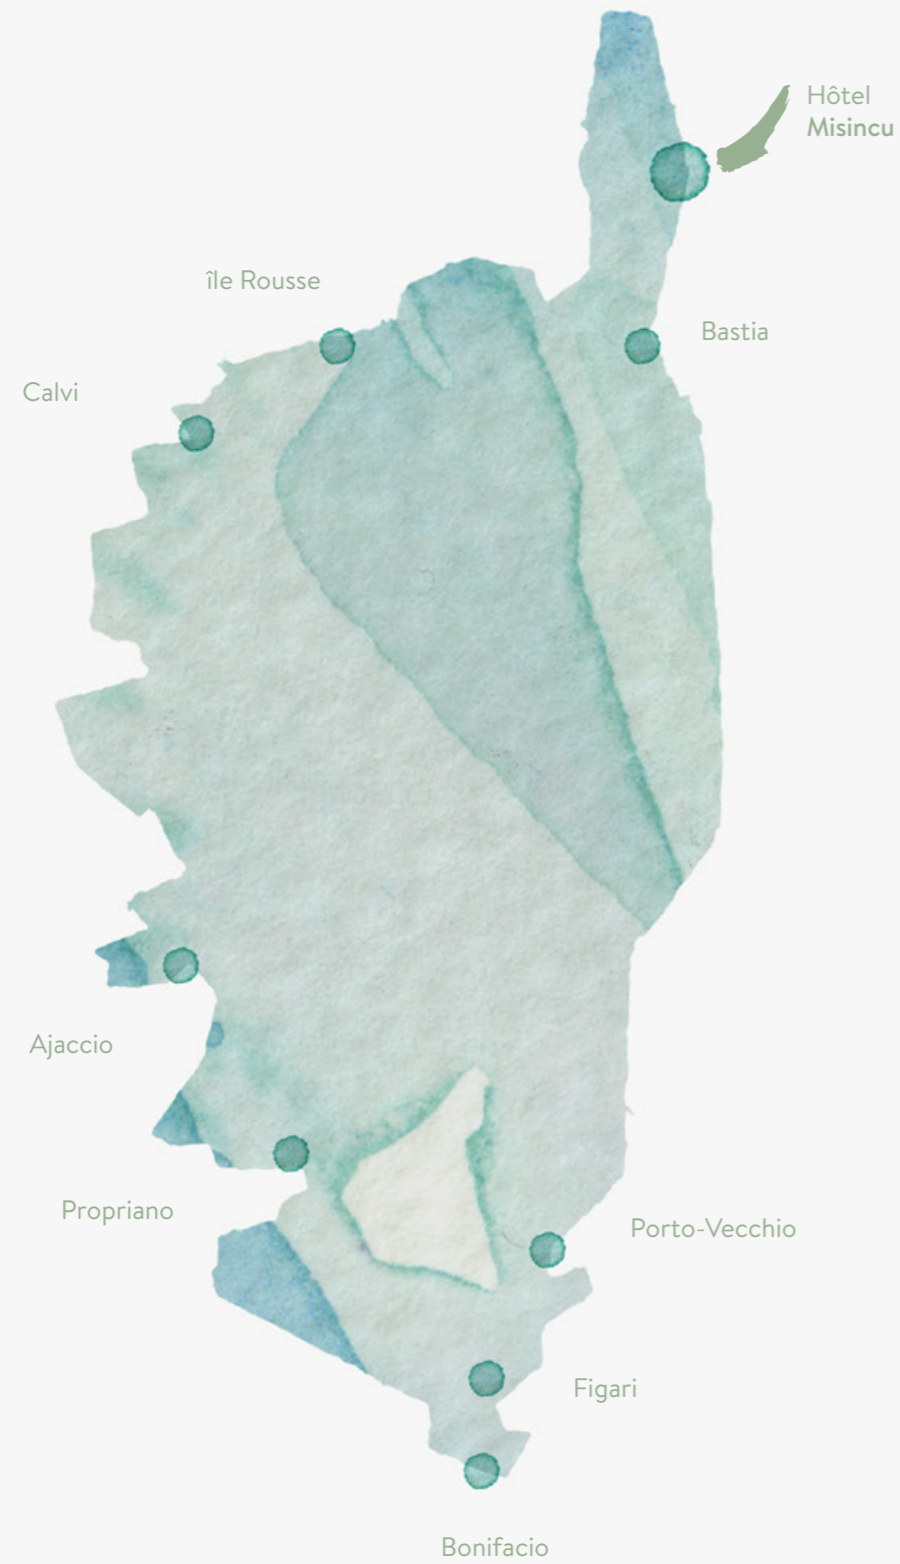 Hôtel
Misincu
île Rousse
Bastia
Calvi
Ajaccio
Propriano
Porto-Vecchio
Figari
Bonifacio